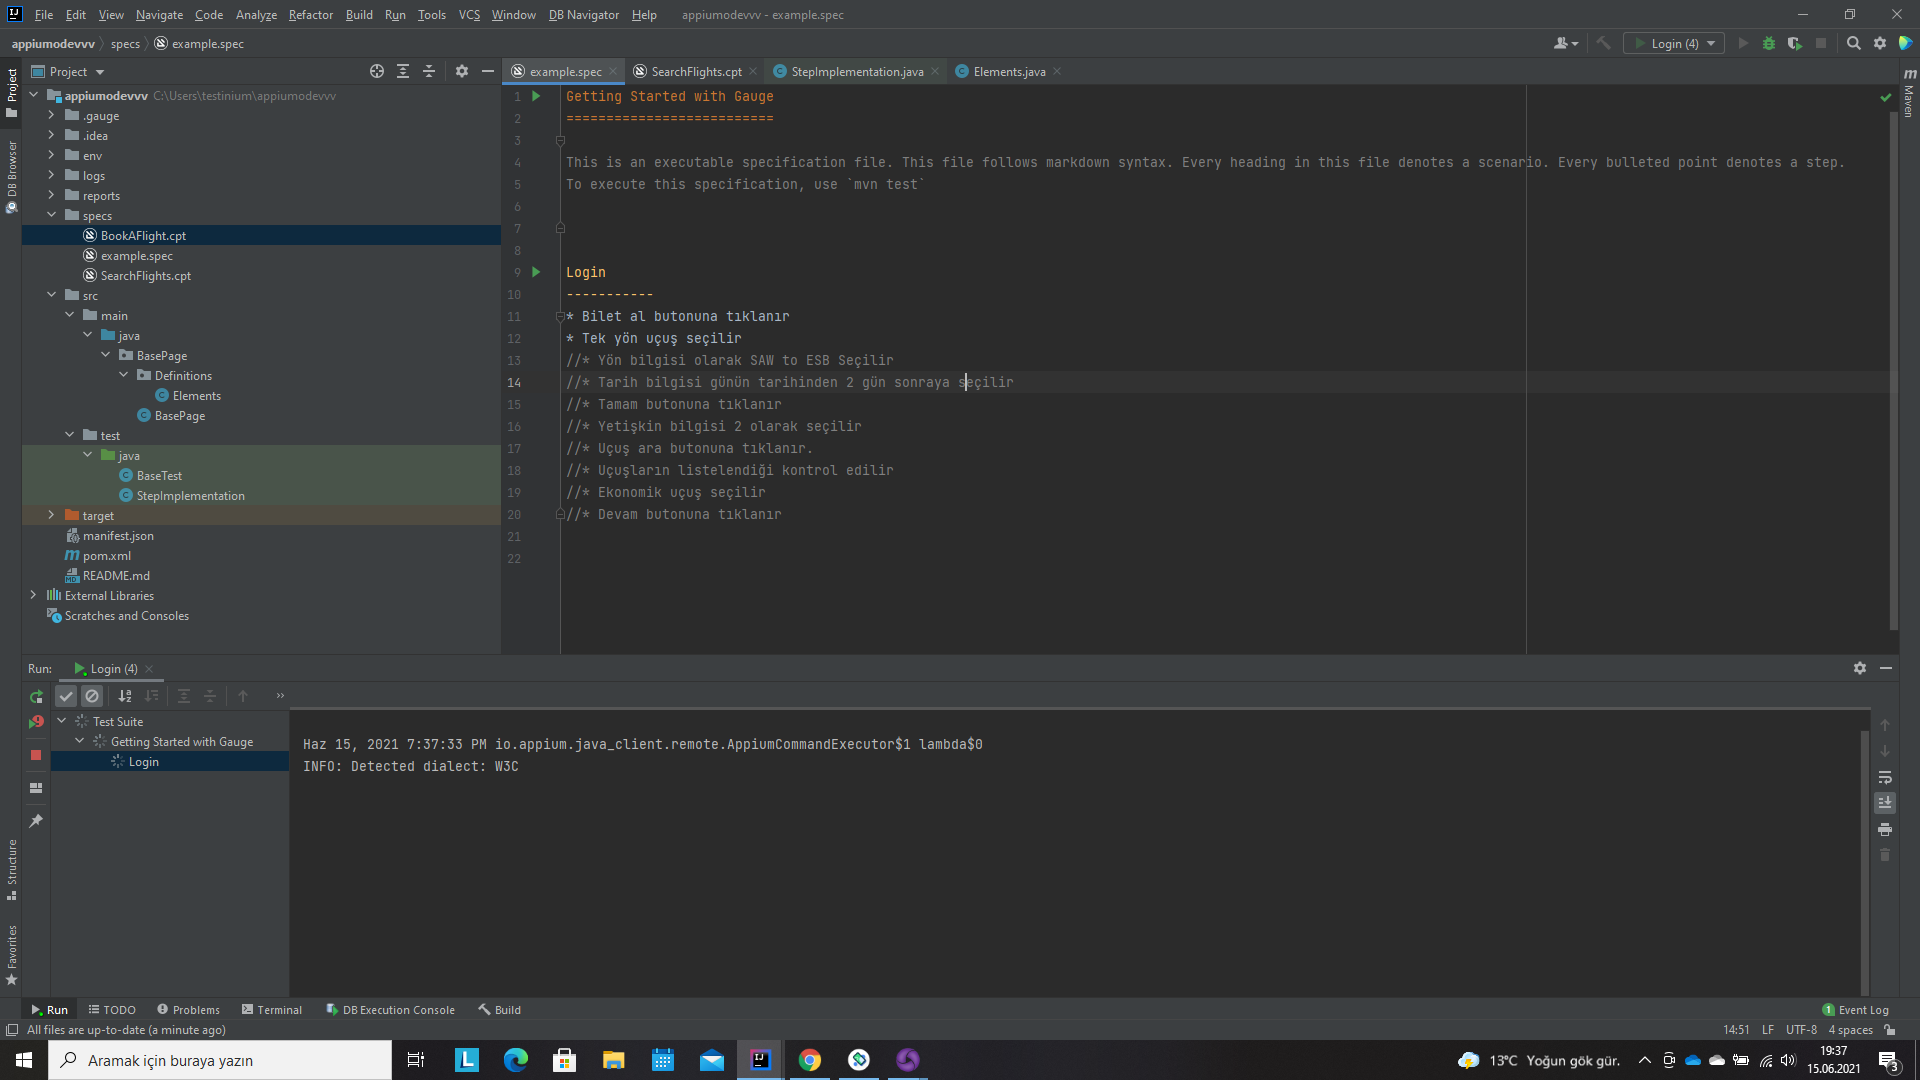 File Edit View Navigate Code Analyze Refactor Build Run Tools VCS Window DB Navigator Help appiumodevvv - example.spec
appiumodevvv specs example.spec
Login (4)
Project
example.spec
SearchFlights.cpt
StepImplementation.java
Elements.java
Project
DB Browser
Structure
Favorites
Maven
appiumodevvv C:\Users\testinium\appiumodevvv
.gauge
.idea
env
logs
reports
specs
BookAFlight.cpt
example.spec
SearchFlights.cpt
src
main
java
BasePage
Definitions
Elements
BasePage
test
java
BaseTest
StepImplementation
target
manifest.json
pom.xml
README.md
External Libraries
Scratches and Consoles
1 Getting Started with Gauge
2 ==========================
3
4 This is an executable specification file. This file follows markdown syntax. Every heading in this file denotes a scenario. Every bulleted point denotes a step.
5 To execute this specification, use `mvn test`
6
7
8
9 Login
10 -----------
11 * Bilet al butonuna tıklanır
12 * Tek yön uçuş seçilir
13 //* Yön bilgisi olarak SAW to ESB Seçilir
14 //* Tarih bilgisi günün tarihinden 2 gün sonraya seçilir
15 //* Tamam butonuna tıklanır
16 //* Yetişkin bilgisi 2 olarak seçilir
17 //* Uçuş ara butonuna tıklanır.
18 //* Uçuşların listelendiği kontrol edilir
19 //* Ekonomik uçuş seçilir
20 //* Devam butonuna tıklanır
21
22
Run: Login (4)
Test Suite
Getting Started with Gauge
Login
Haz 15, 2021 7:37:33 PM io.appium.java_client.remote.AppiumCommandExecutor$1 lambda$0
INFO: Detected dialect: W3C
Run TODO Problems Terminal DB Execution Console Build
1 Event Log
All files are up-to-date (a minute ago)
14:51 LF UTF-8 4 spaces
Aramak için buraya yazın
13°C Yoğun gök gür.
19:37
15.06.2021
3